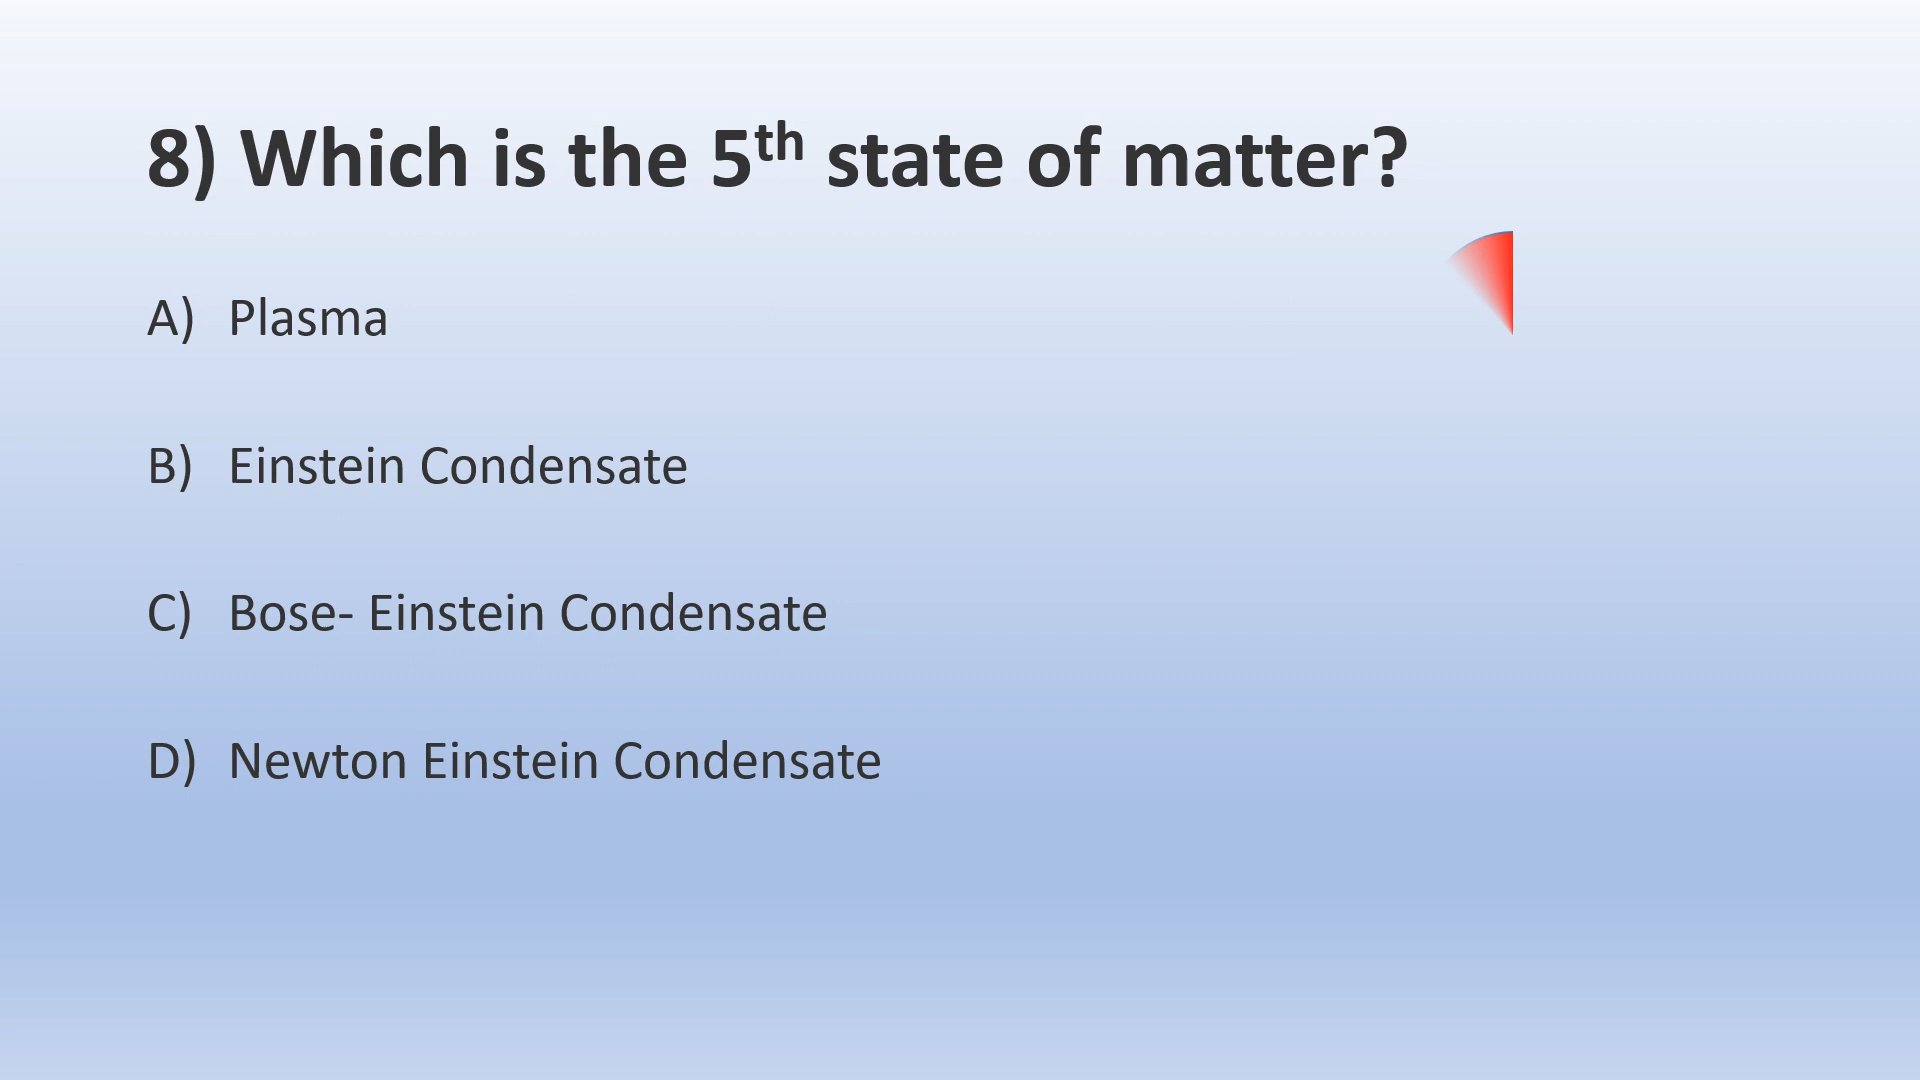 8) Which is the 5th state of matter?
A) Plasma
B) Einstein Condensate
C) Bose- Einstein Condensate
D) Newton Einstein Condensate